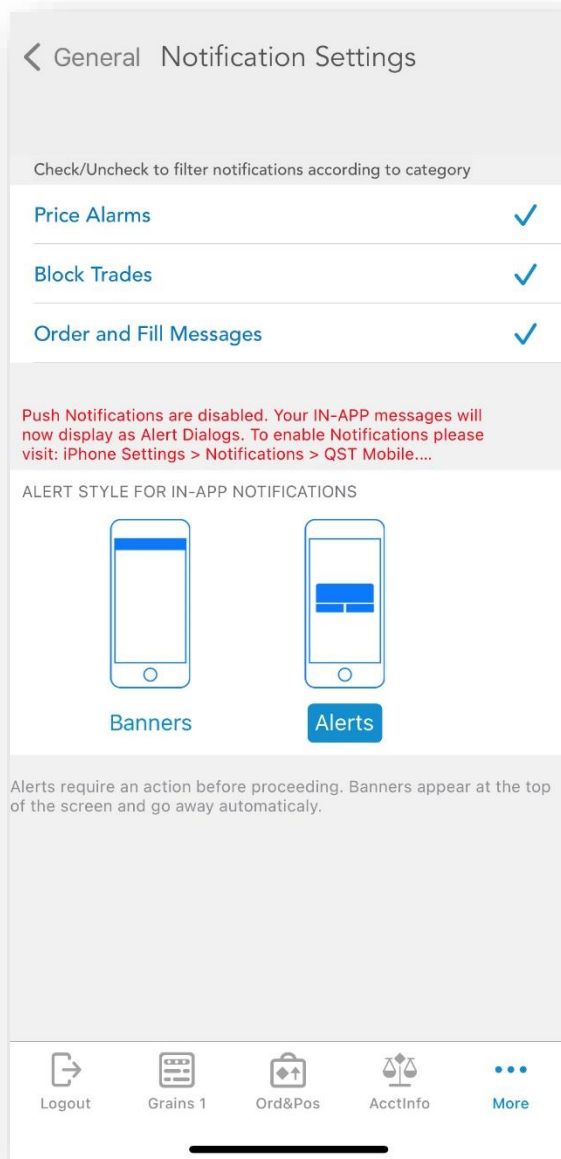 General Notification Settings
Check/Uncheck to filter notifications according to category
Price Alarms
Block Trades
Order and Fill Messages
Push Notifications are disabled. Your IN-APP messages will
now display as Alert Dialogs. To enable Notifications please
visit: iPhone Settings > Notifications > QST Mobile....
ALERT STYLE FOR IN-APP NOTIFICATIONS
Banners Alerts
Alerts require an action before proceeding. Banners appear at the top
of the screen and go away automaticaly.
Logout Grains 1 Ord&Pos AcctInfo More